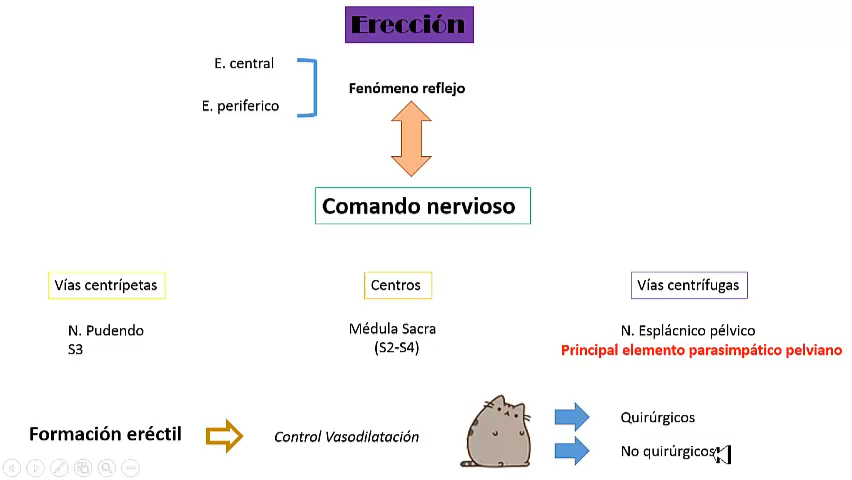 Erección
E. central
Fenómeno reflejo
E. periferico
Comando nervioso
Vías centrípetas
Centros
Vías centrífugas
N. Pudendo
S3
Médula Sacra
(S2-S4)
N. Esplácnico pélvico
Principal elemento parasimpático pelviano
Formación eréctil
Control Vasodilatación
Quirúrgicos
No quirúrgicos